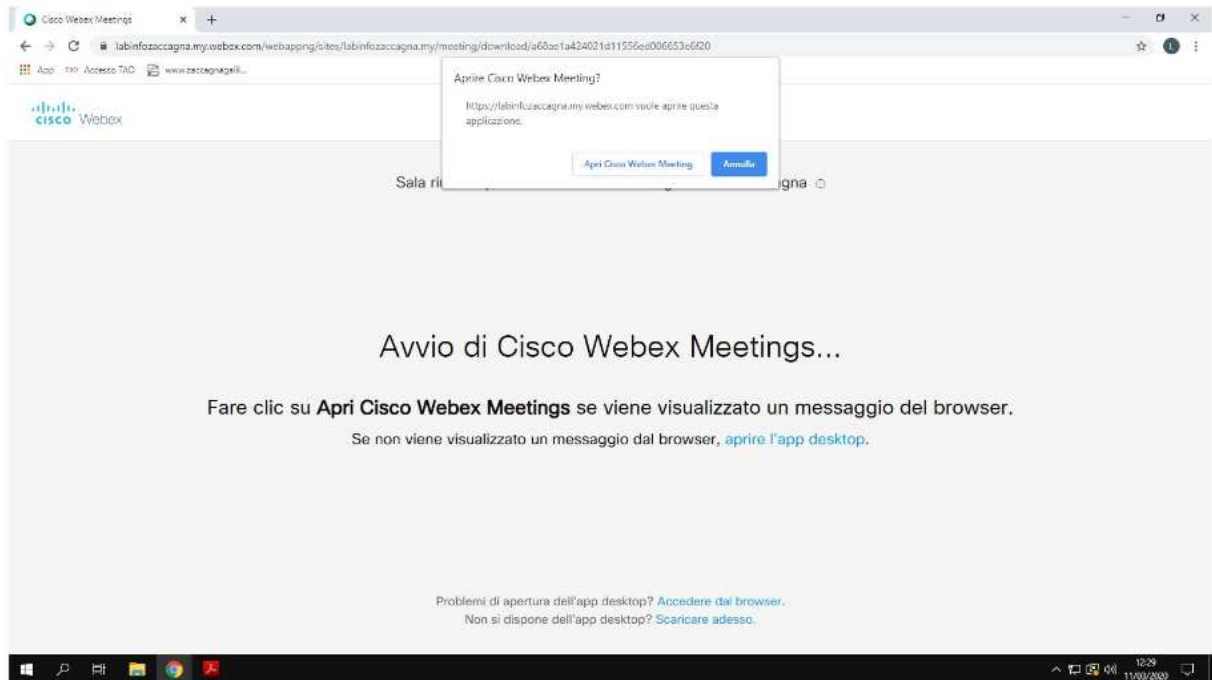 Cisco Webex Meetings
labinfozaccagna.my.webex.com/webappng/sites/labinfozaccagna.my/meeting/download/
App Accesso TAO www.zaccagnagalil...
Aprire Cisco Webex Meeting?
https://labinfozaccagna.my.webex.com vuole aprire questa
applicazione.
Apri Cisco Webex Meeting Annulla
cisco Webex
Sala ri
gna
Avvio di Cisco Webex Meetings...
Fare clic su Apri Cisco Webex Meetings se viene visualizzato un messaggio del browser.
Se non viene visualizzato un messaggio dal browser, aprire l'app desktop.
Problemi di apertura dell'app desktop? Accedere dal browser.
Non si dispone dell'app desktop? Scaricare adesso.
12:29
11/03/2020